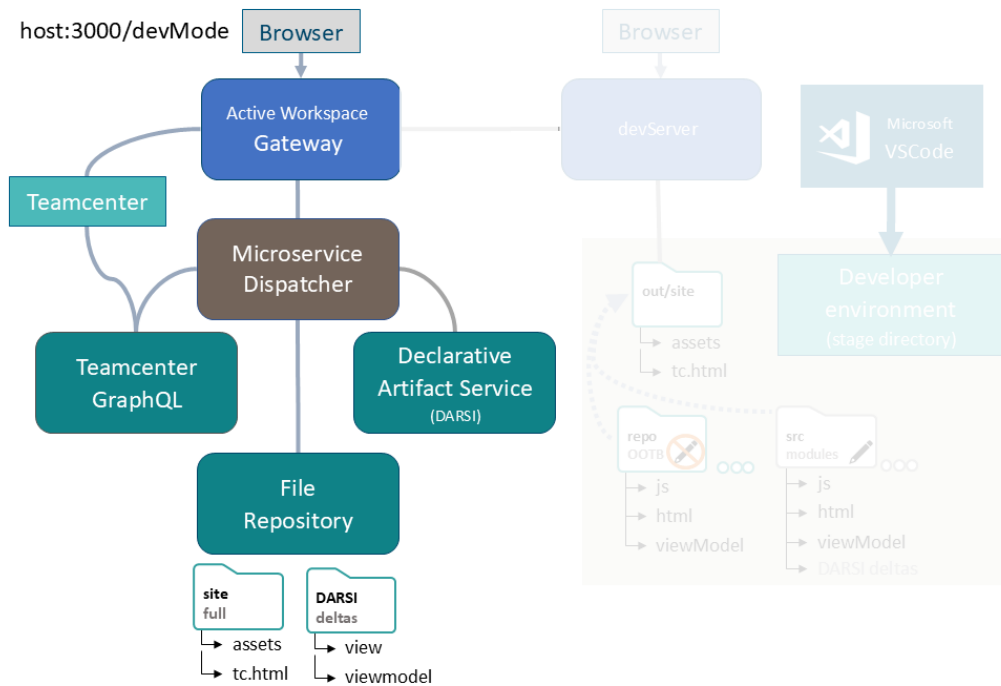 host:3000/devMode
Browser
Browser
Active Workspace
Gateway
devServer
Microsoft
VSCode
Teamcenter
Microservice
Dispatcher
Developer
environment
(stage directory)
out/site
assets
tc.html
Teamcenter
GraphQL
Declarative
Artifact Service
(DARSI)
repo
OOTB
js
html
viewModel
src
modules
js
html
viewModel
DARSI deltas
File
Repository
site
full
assets
tc.html
DARSI
deltas
view
viewmodel